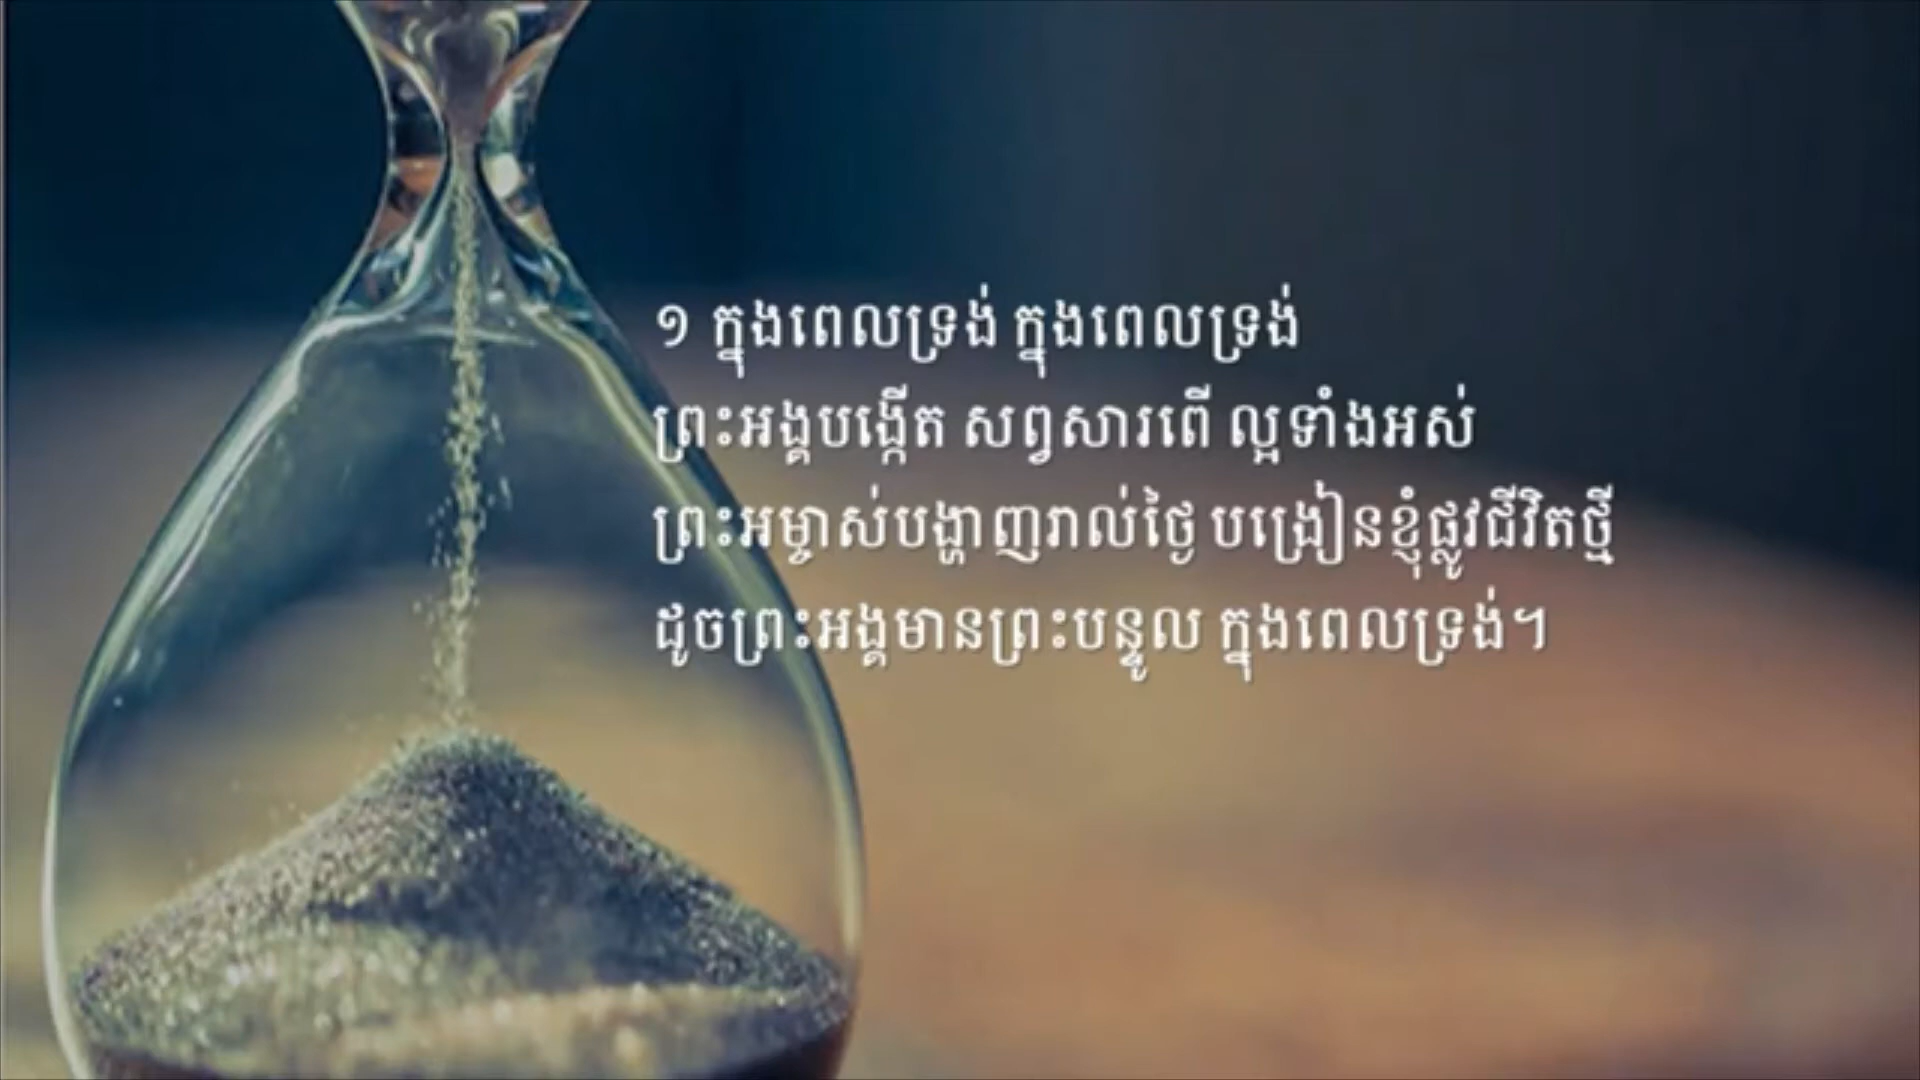 ១ ក្នុងពេលទ្រង់ ក្នុងពេលទ្រង់
ព្រះអង្គបង្កើត សព្វសារពើ ល្អទាំងអស់
ព្រះអម្ចាស់បង្ហាញរាល់ថ្ងៃ បង្រៀនខ្ញុំផ្លូវជីវិតថ្មី
ដូចព្រះអង្គមានព្រះបន្ទូល ក្នុងពេលទ្រង់។